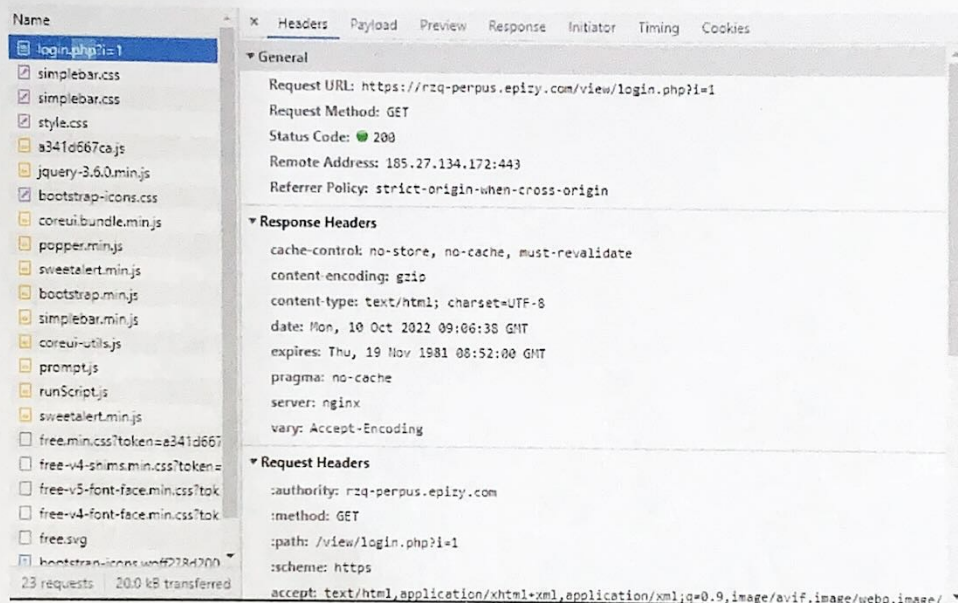 Name
login.php?i=1
simplebar.css
simplebar.css
style.css
a341d667ca.js
jquery-3.6.0.min.js
bootstrap-icons.css
coreui.bundle.min.js
popper.min.js
sweetalert.min.js
bootstrap.min.js
simplebar.min.js
coreui-utils.js
prompt.js
runScript.js
sweetalert.min.js
free.min.css?token=a341d667
free-v4-shims.min.css?token=
free-v5-font-face.min.css?tok
free-v4-font-face.min.css?tok
free.svg
bootstrap-icons.woff278d200
23 requests 20.0 kB transferred
× Headers Payload Preview Response Initiator Timing Cookies
General
Request URL: https://rzq-perpus.epizy.com/view/login.php?i=1
Request Method: GET
Status Code: 200
Remote Address: 185.27.134.172:443
Referrer Policy: strict-origin-when-cross-origin
Response Headers
cache-control: no-store, no-cache, must-revalidate
content-encoding: gzip
content-type: text/html; charset=UTF-8
date: Mon, 10 Oct 2022 09:06:38 GMT
expires: Thu, 19 Nov 1981 08:52:00 GMT
pragma: no-cache
server: nginx
vary: Accept-Encoding
Request Headers
:authority: rzq-perpus.epizy.com
:method: GET
:path: /view/login.php?i=1
:scheme: https
accept: text/html,application/xhtml+xml,application/xml;q=0.9,image/avif,image/webp,image/